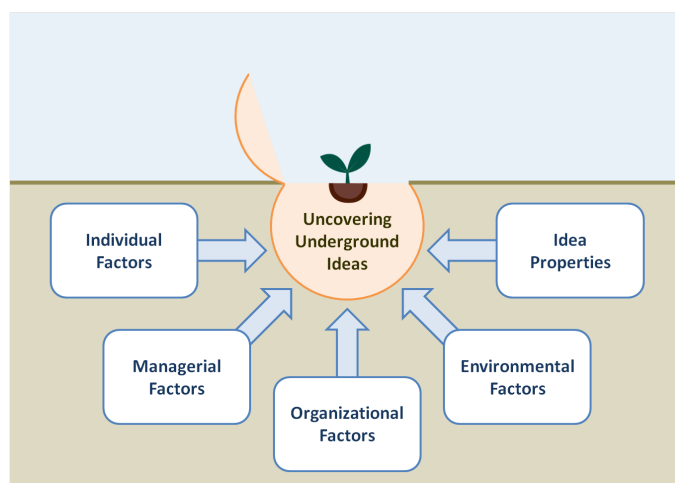 Uncovering
Underground
Ideas
Individual
Factors
Idea
Properties
Managerial
Factors
Environmental
Factors
Organizational
Factors